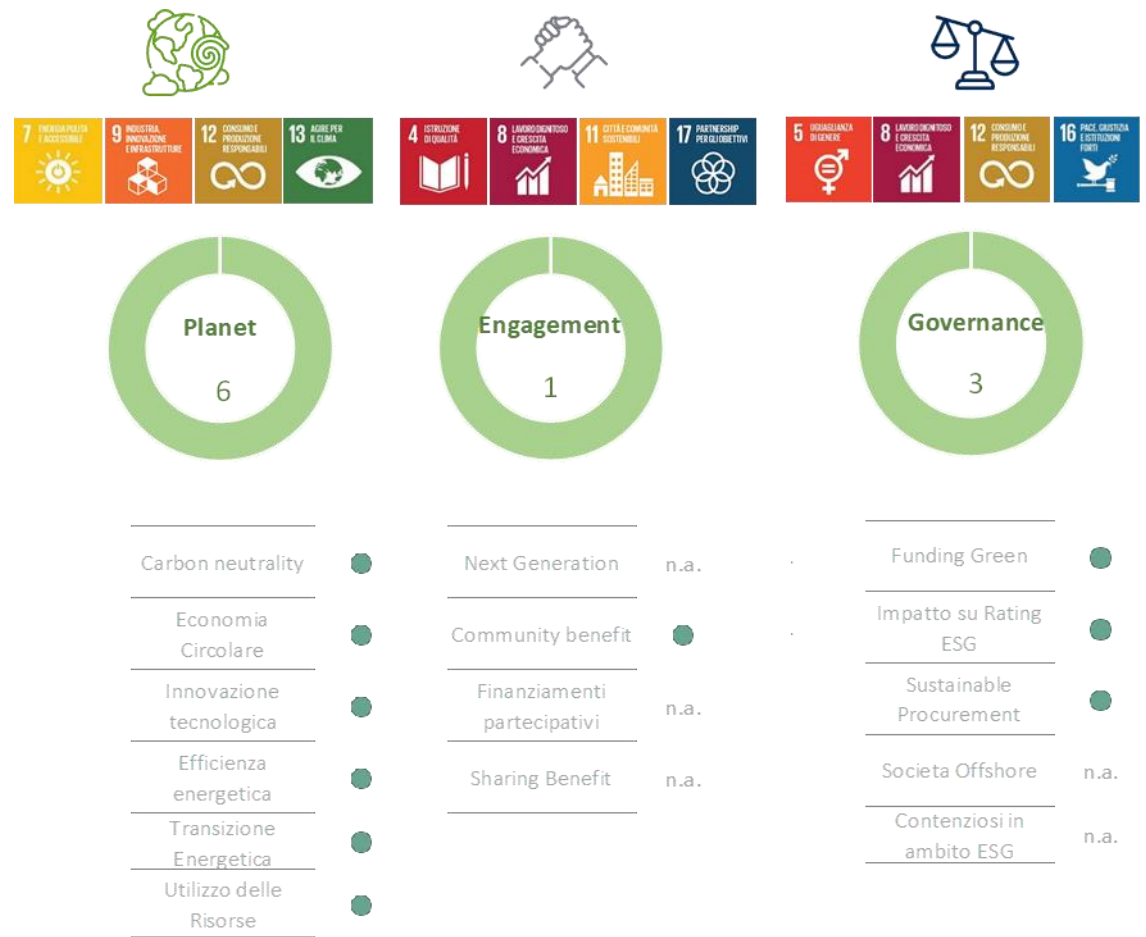 7 ENERGIA PULITA
E ACCESSIBILE
9 INDUSTRIA,
INNOVAZIONE
E INFRASTRUTTURE
12 CONSUMO E
PRODUZIONE
RESPONSABILI
13 AGIRE PER
IL CLIMA
4 ISTRUZIONE
DI QUALITÀ
8 LAVORO DIGNITOSO
E CRESCITA
ECONOMICA
11 CITTÀ E COMUNITÀ
SOSTENIBILI
17 PARTNERSHIP
PER GLI OBIETTIVI
5 UGUAGLIANZA
DI GENERE
8 LAVORO DIGNITOSO
E CRESCITA
ECONOMICA
12 CONSUMO E
PRODUZIONE
RESPONSABILI
16 PACE, GIUSTIZIA
E ISTITUZIONI
FORTI
Planet
6
Engagement
1
Governance
3
Carbon neutrality
Economia
Circolare
Innovazione
tecnologica
Efficienza
energetica
Transizione
Energetica
Utilizzo delle
Risorse
Next Generation n.a.
Community benefit
Finanziamenti
partecipativi n.a.
Sharing Benefit n.a.
Funding Green
Impatto su Rating
ESG
Sustainable
Procurement
Societa Offshore n.a.
Contenziosi in
ambito ESG n.a.